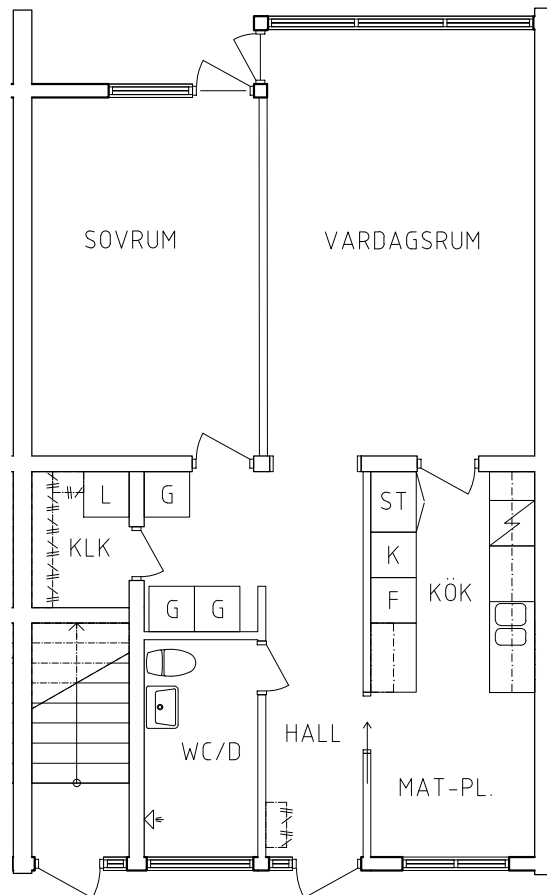 SOVRUM
VARDAGSRUM
L
G
ST
KLK
K
G
G
F
KÖK
HALL
WC/D
MAT-PL.